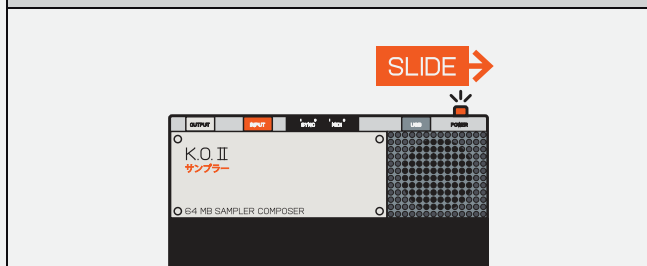 SLIDE
OUTPUT INPUT SYNC MIDI USB POWER
K.O. II
サンプラー
64 MB SAMPLER COMPOSER